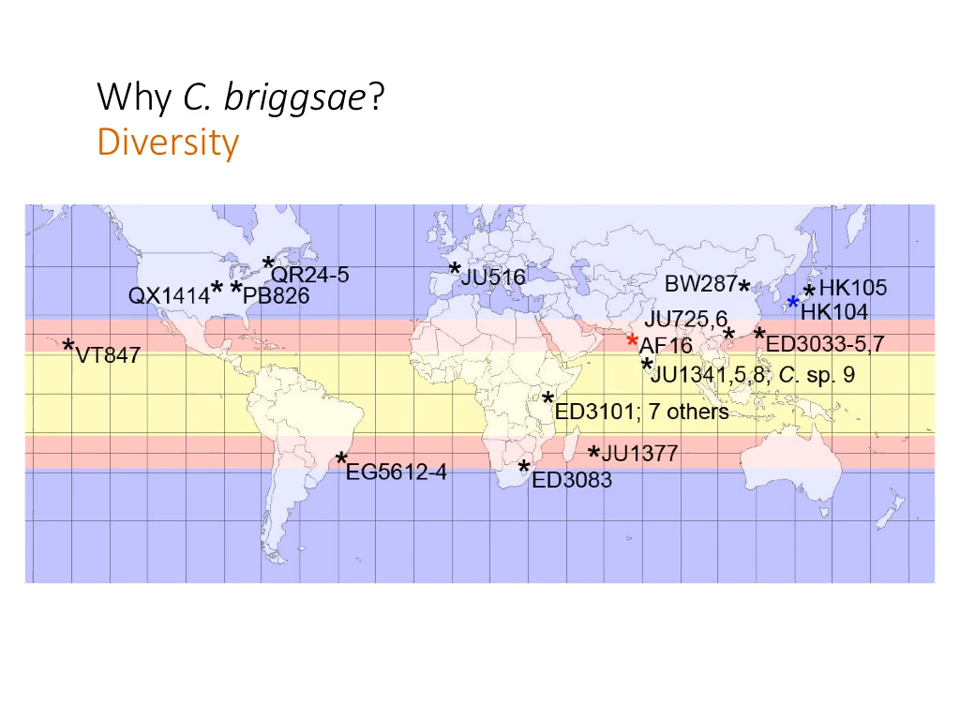 Why C. briggsae?
Diversity
QR24-5
JU516
QX1414
PB826
BW287
HK105
HK104
JU725,6
VT847
AF16
ED3033-5,7
JU1341,5,8; C. sp. 9
ED3101; 7 others
JU1377
EG5612-4
ED3083